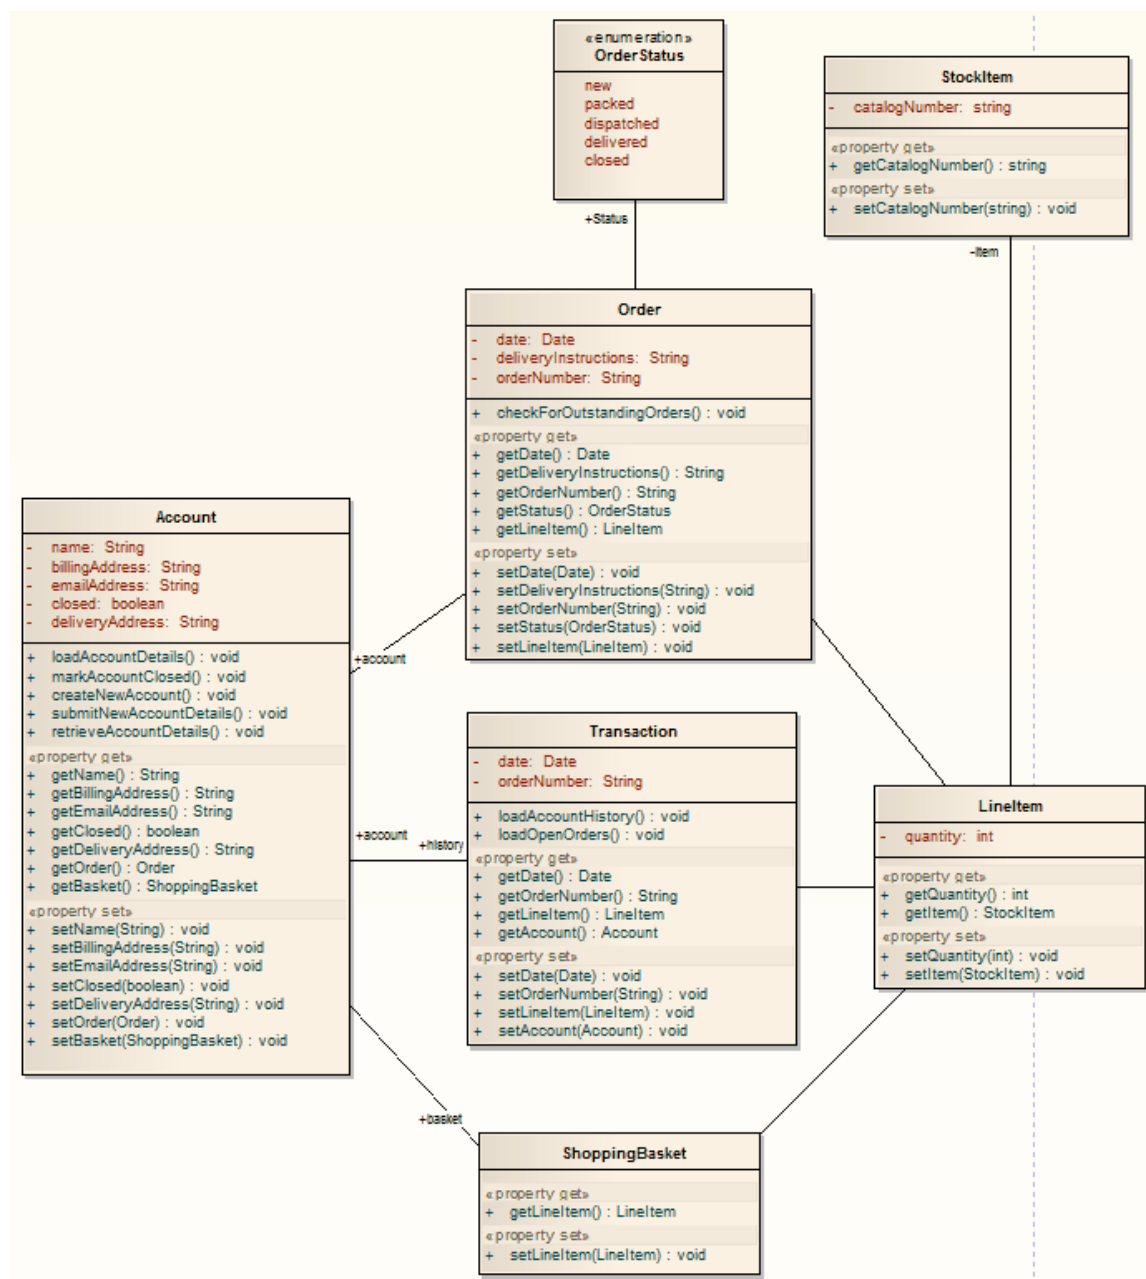 «enumeration»
OrderStatus
new
packed
dispatched
delivered
closed
+Status
StockItem
- catalogNumber: string
«property get»
+ getCatalogNumber() : string
«property set»
+ setCatalogNumber(string) : void
-Item
Order
- date: Date
- deliveryInstructions: String
- orderNumber: String
+ checkForOutstandingOrders() : void
«property get»
+ getDate() : Date
+ getDeliveryInstructions() : String
+ getOrderNumber() : String
+ getStatus() : OrderStatus
+ getLineItem() : LineItem
«property set»
+ setDate(Date) : void
+ setDeliveryInstructions(String) : void
+ setOrderNumber(String) : void
+ setStatus(OrderStatus) : void
+ setLineItem(LineItem) : void
Account
- name: String
- billingAddress: String
- emailAddress: String
- closed: boolean
- deliveryAddress: String
+ loadAccountDetails() : void
+ markAccountClosed() : void
+ createNewAccount() : void
+ submitNewAccountDetails() : void
+ retrieveAccountDetails() : void
«property get»
+ getName() : String
+ getBillingAddress() : String
+ getEmailAddress() : String
+ getClosed() : boolean
+ getDeliveryAddress() : String
+ getOrder() : Order
+ getBasket() : ShoppingBasket
«property set»
+ setName(String) : void
+ setBillingAddress(String) : void
+ setEmailAddress(String) : void
+ setClosed(boolean) : void
+ setDeliveryAddress(String) : void
+ setOrder(Order) : void
+ setBasket(ShoppingBasket) : void
+account
+account
+history
+basket
Transaction
- date: Date
- orderNumber: String
+ loadAccountHistory() : void
+ loadOpenOrders() : void
«property get»
+ getDate() : Date
+ getOrderNumber() : String
+ getLineItem() : LineItem
+ getAccount() : Account
«property set»
+ setDate(Date) : void
+ setOrderNumber(String) : void
+ setLineItem(LineItem) : void
+ setAccount(Account) : void
LineItem
- quantity: int
«property get»
+ getQuantity() : int
+ getItem() : StockItem
«property set»
+ setQuantity(int) : void
+ setItem(StockItem) : void
ShoppingBasket
«property get»
+ getLineItem() : LineItem
«property set»
+ setLineItem(LineItem) : void